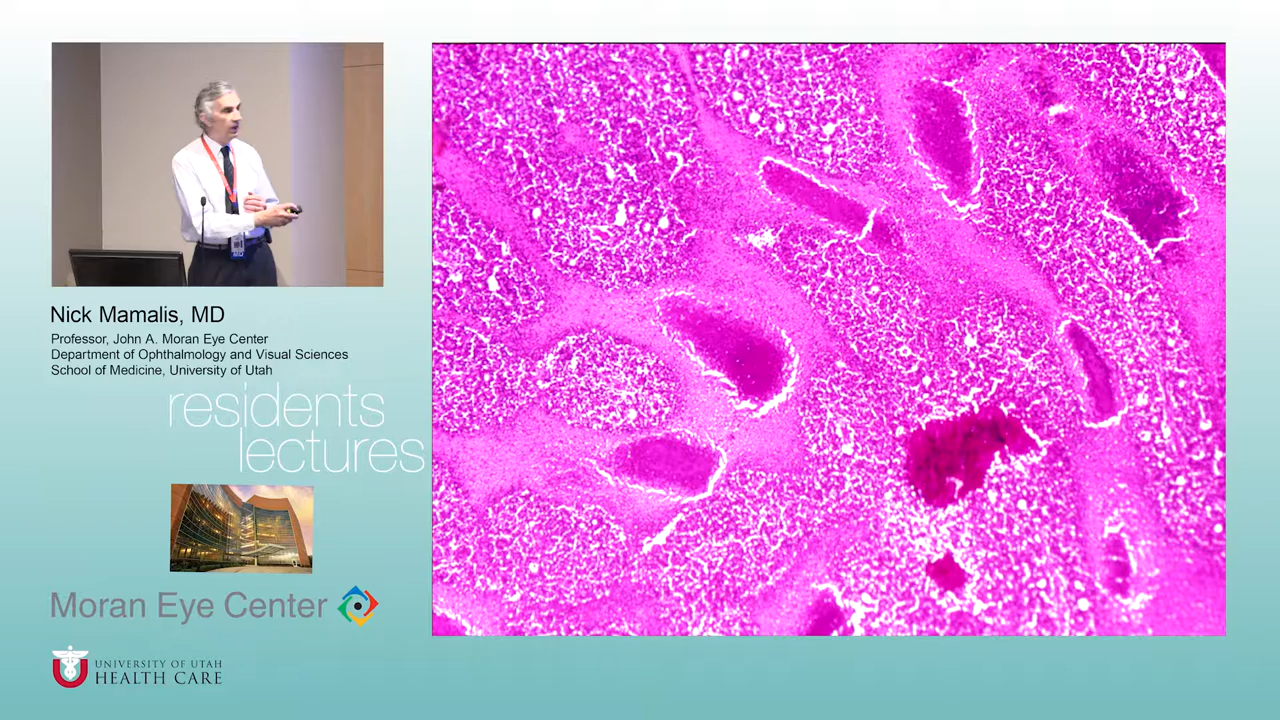 Nick Mamalis, MD
Professor, John A. Moran Eye Center
Department of Ophthalmology and Visual Sciences
School of Medicine, University of Utah
residents
lectures
Moran Eye Center
UNIVERSITY OF UTAH
HEALTH CARE